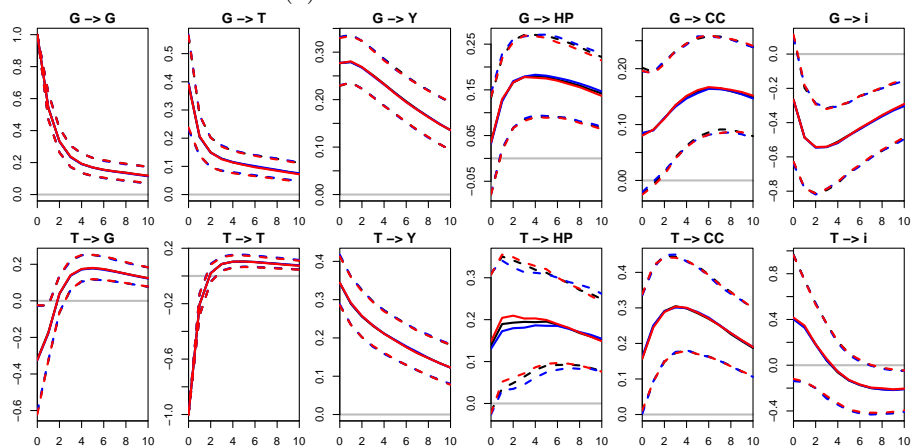 G −> G
G −> T
G −> Y
G −> HP
G −> CC
G −> i
0.0 0.2 0.4 0.6 0.8 1.0
0.0 0.1 0.2 0.3 0.4 0.5
0.00 0.10 0.20 0.30
−0.05 0.05 0.15 0.25
0.00 0.10 0.20
−0.8 −0.6 −0.4 −0.2 0.0
0 2 4 6 8 10
0 2 4 6 8 10
0 2 4 6 8 10
0 2 4 6 8 10
0 2 4 6 8 10
0 2 4 6 8 10
T −> G
T −> T
T −> Y
T −> HP
T −> CC
T −> i
−0.6 −0.4 −0.2 0.0 0.2
−1.0 −0.6 −0.2 0.2
0.0 0.1 0.2 0.3 0.4
0.0 0.1 0.2 0.3
0.0 0.1 0.2 0.3 0.4
−0.4 0.0 0.2 0.4 0.6 0.8 1.0
0 2 4 6 8 10
0 2 4 6 8 10
0 2 4 6 8 10
0 2 4 6 8 10
0 2 4 6 8 10
0 2 4 6 8 10